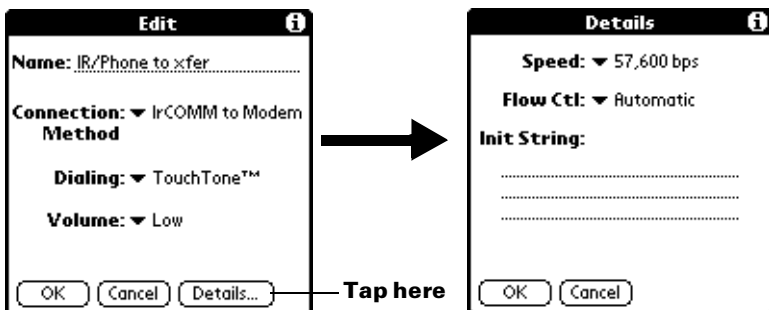 Edit
Name: IR/Phone to xfer
Connection: IrCOMM to Modem
Method
Dialing: TouchTone™
Volume: Low
OK Cancel Details...
Tap here
Details
Speed: 57,600 bps
Flow Ctl: Automatic
Init String:
OK Cancel